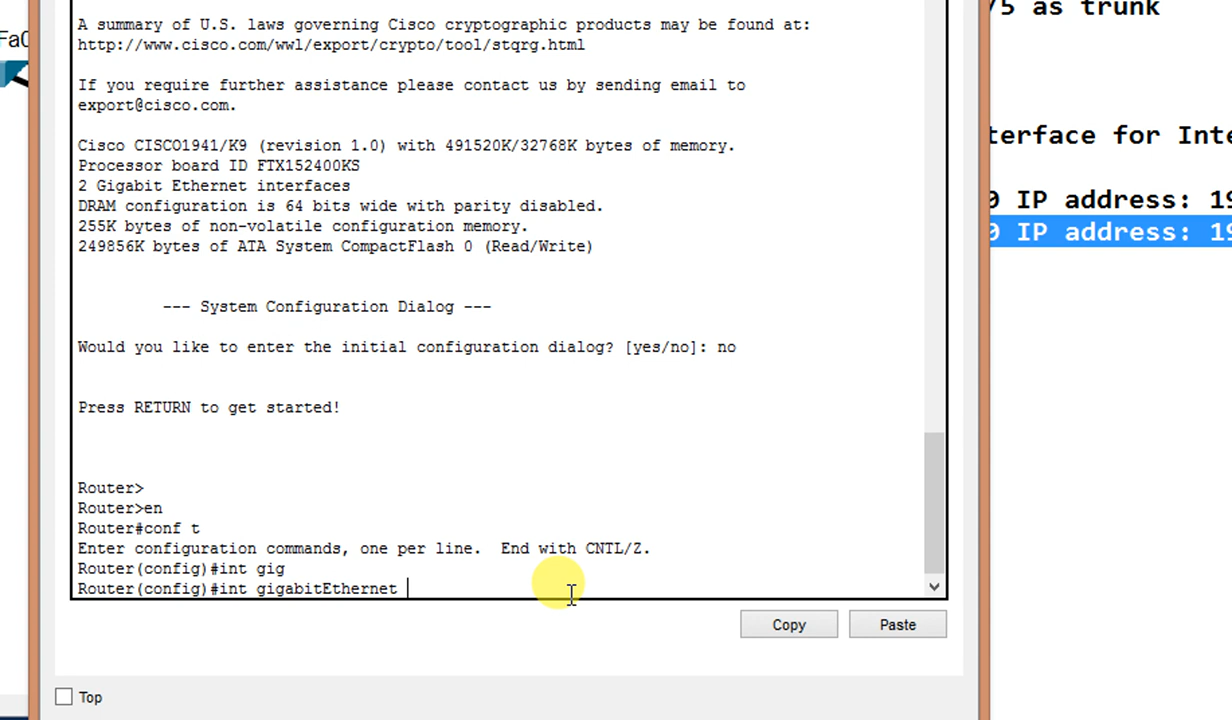 /5 as trunk
Fa0
A summary of U.S. laws governing Cisco cryptographic products may be found at:
http://www.cisco.com/wwl/export/crypto/tool/stqrg.html
If you require further assistance please contact us by sending email to
export@cisco.com.
Cisco CISCO1941/K9 (revision 1.0) with 491520K/32768K bytes of memory.
Processor board ID FTX152400KS
2 Gigabit Ethernet interfaces
DRAM configuration is 64 bits wide with parity disabled.
255K bytes of non-volatile configuration memory.
249856K bytes of ATA System CompactFlash 0 (Read/Write)
--- System Configuration Dialog ---
Would you like to enter the initial configuration dialog? [yes/no]: no
Press RETURN to get started!
Router>
Router>en
Router#conf t
Enter configuration commands, one per line.  End with CNTL/Z.
Router(config)#int gig
Router(config)#int gigabitEthernet
Copy
Paste
Top
terface for Inte
0 IP address: 19
0 IP address: 19